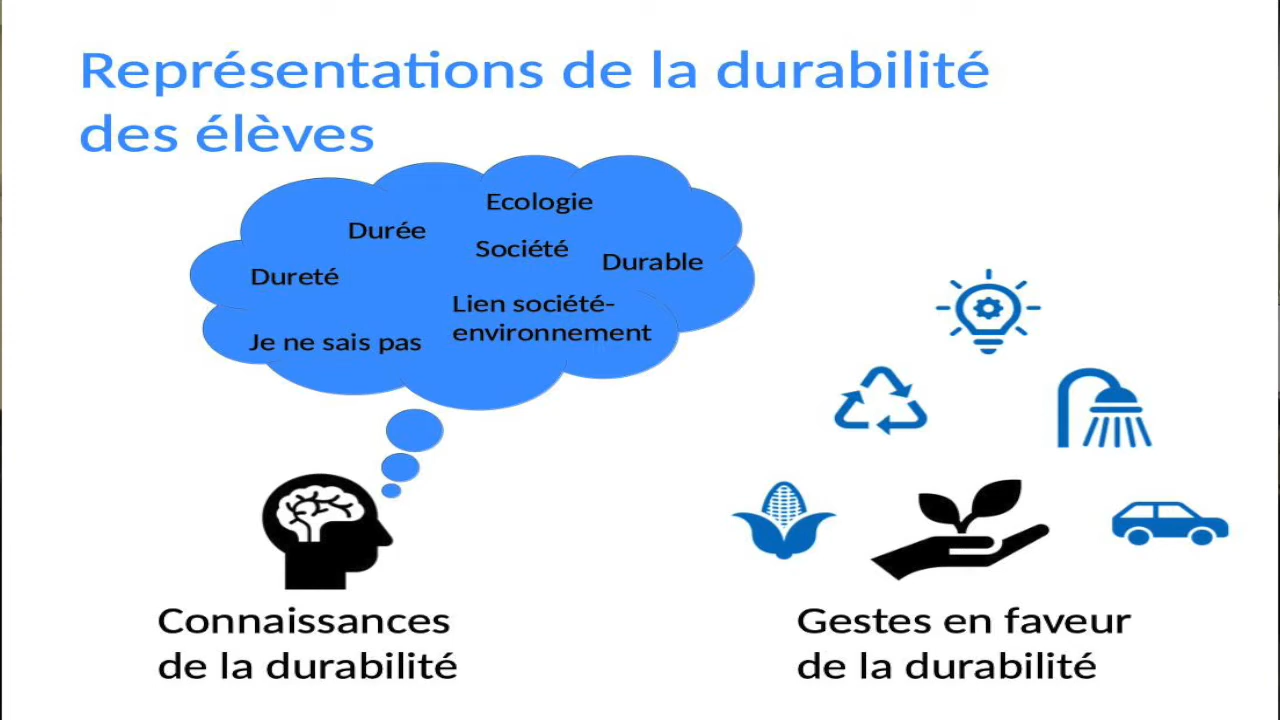 Représentations de la durabilité
des élèves
Ecologie
Durée
Société
Durable
Dureté
Lien société-
environnement
Je ne sais pas
Connaissances
de la durabilité
Gestes en faveur
de la durabilité